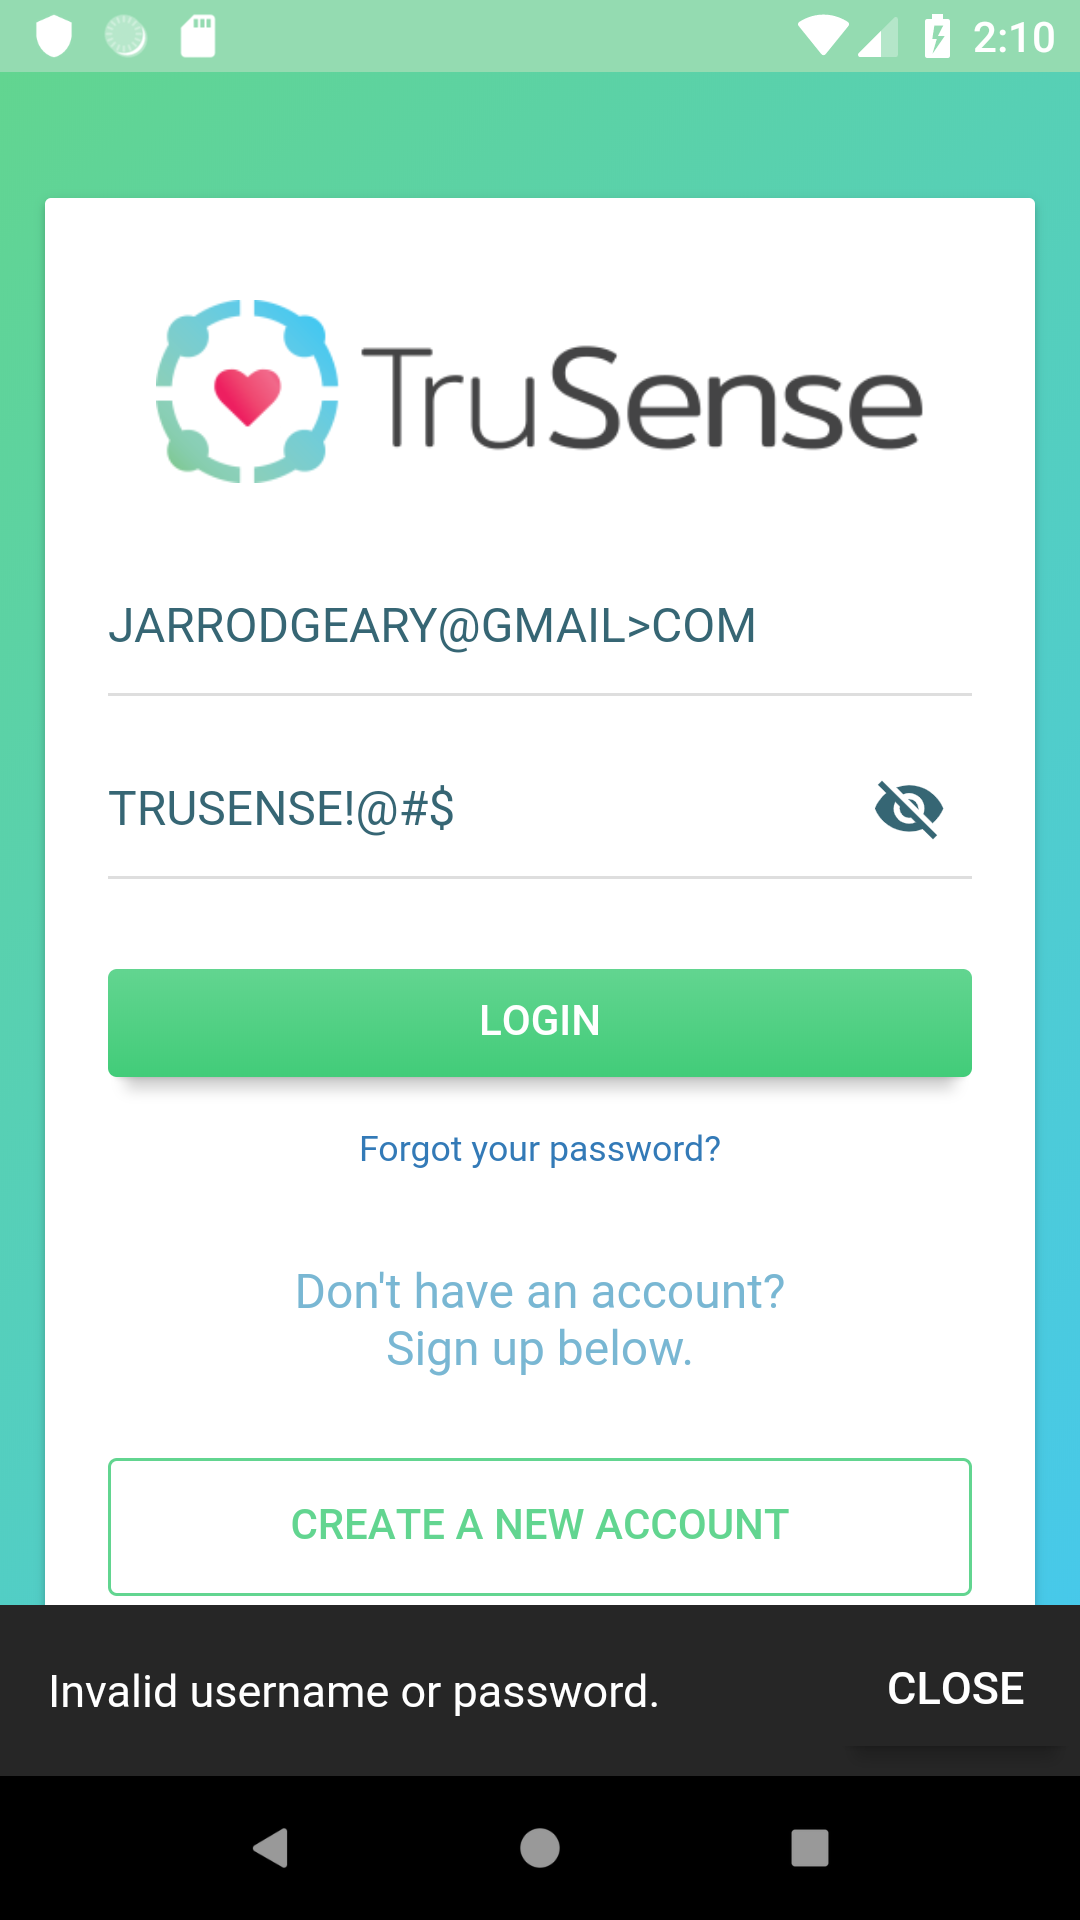 2:10
TruSense
JARRODGEARY@GMAIL>COM
TRUSENSE!@#$
LOGIN
Forgot your password?
Don't have an account?
Sign up below.
CREATE A NEW ACCOUNT
Invalid username or password.
CLOSE